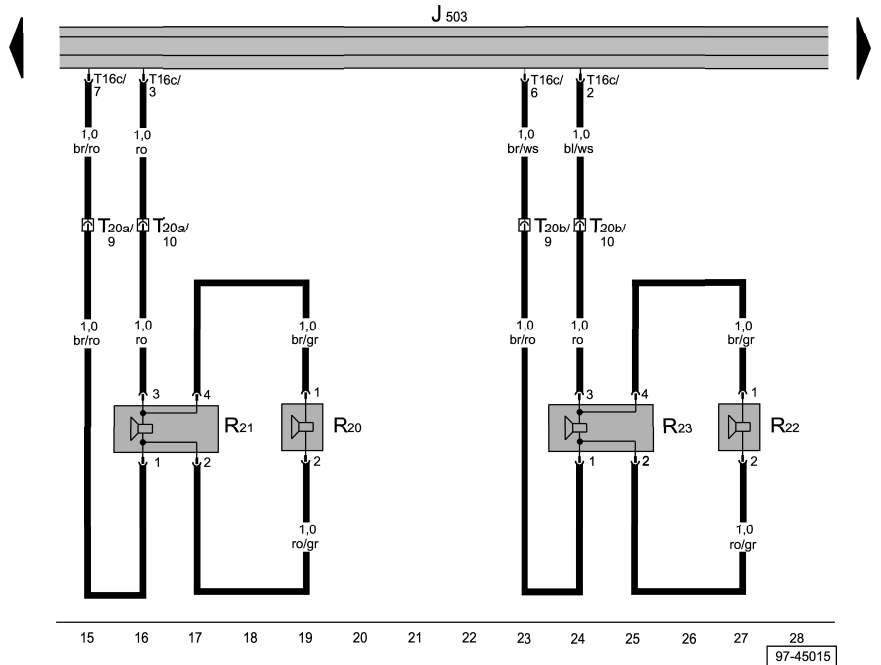 J 503
T16c/ T16c/ T16c/ T16c/
7 3 6 2
1,0 1,0 1,0 1,0
br/ro ro br/ws bl/ws
T20a/ T20a/ T20b/ T20b/
9 10 9 10
1,0 1,0 1,0 1,0 1,0 1,0
br/ro ro br/gr br/ro ro br/gr
3 4 1 3 4 1
R21 R20 R23 R22
1 2 2 1 2 2
1,0 1,0
ro/gr ro/gr
15 16 17 18 19 20 21 22 23 24 25 26 27 28
97-45015